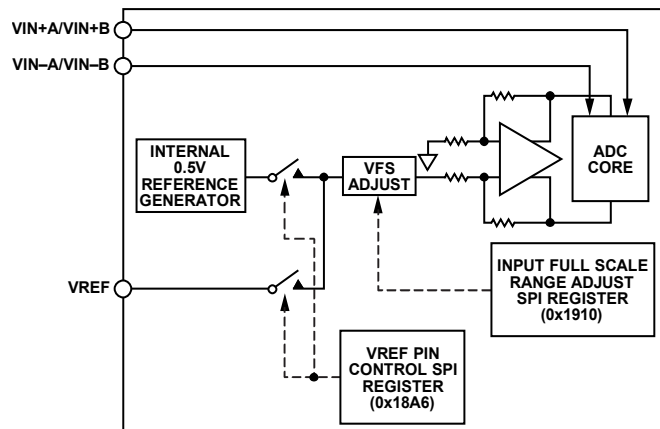 VIN+A/VIN+B
VIN–A/VIN–B
INTERNAL
0.5V
REFERENCE
GENERATOR
VFS
ADJUST
ADC
CORE
VREF
INPUT FULL SCALE
RANGE ADJUST
SPI REGISTER
(0x1910)
VREF PIN
CONTROL SPI
REGISTER
(0x18A6)